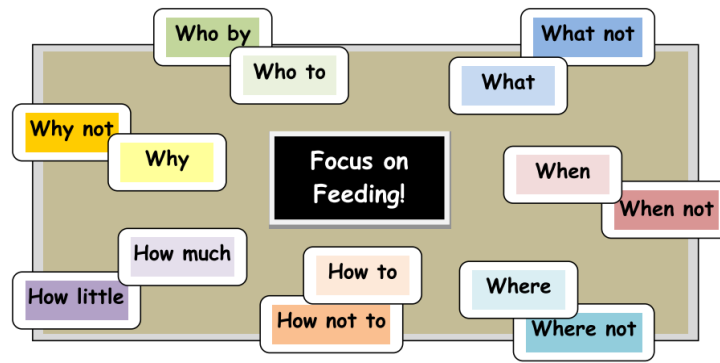 Who by
Who to
What not
What
Why not
Why
Focus on
Feeding!
When
When not
How much
How little
How to
How not to
Where
Where not